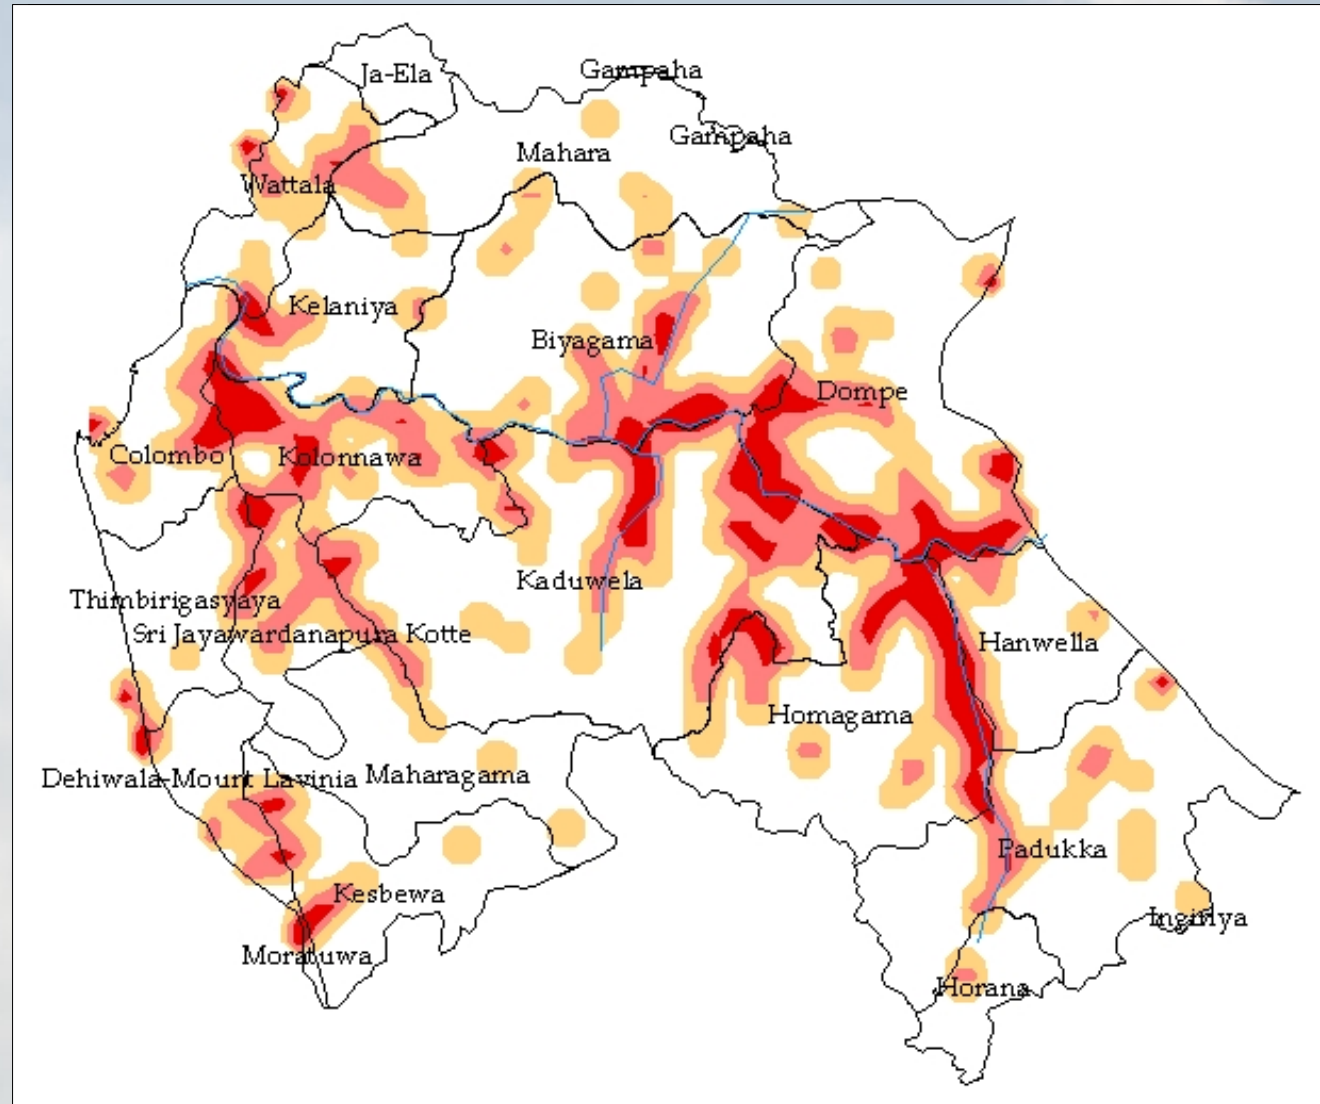 Ja-Ela
Gampaha
Gampaha
Mahara
Wattala
Kelaniya
Biyagama
Dompe
Colombo
Kolonnawa
Kaduwela
Thimbirigasyaya
Sri Jayawardanapura Kotte
Hanwella
Homagama
Dehiwala-Mount Lavinia
Maharagama
Padukka
Kesbewa
Ingiriya
Moratuwa
Horana